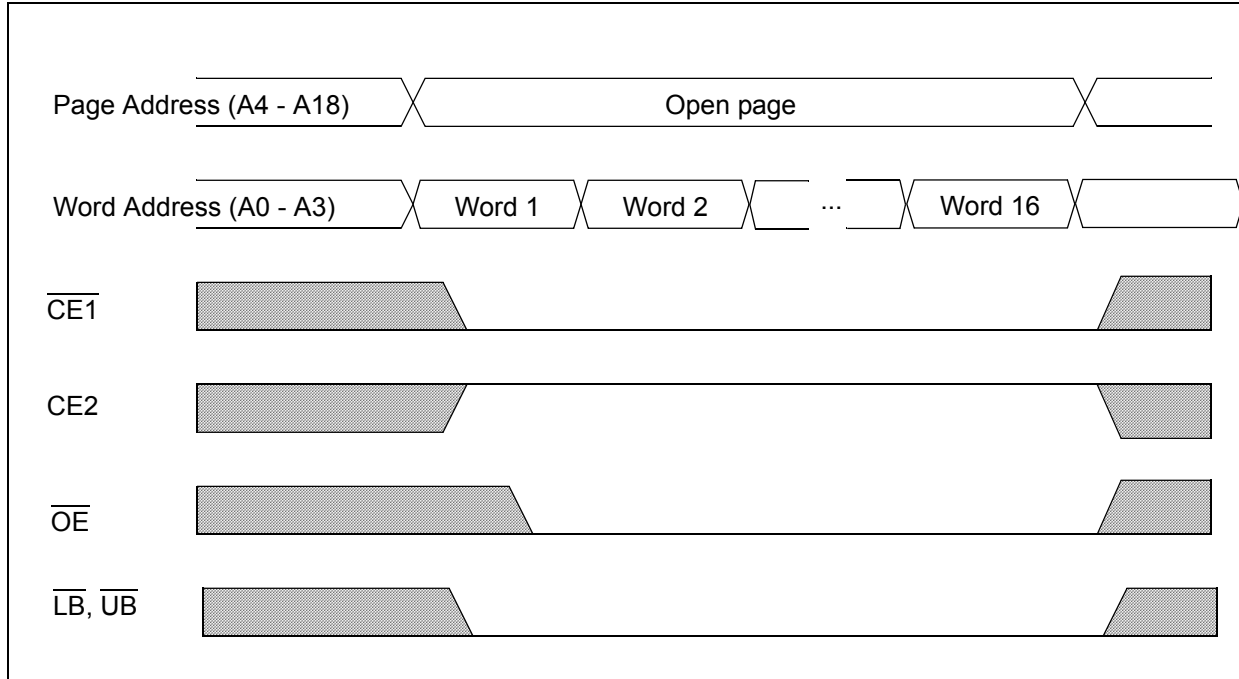 Page Address (A4 - A18)
Open page
Word Address (A0 - A3)
Word 1
Word 2
...
Word 16
CE1
CE2
OE
LB, UB